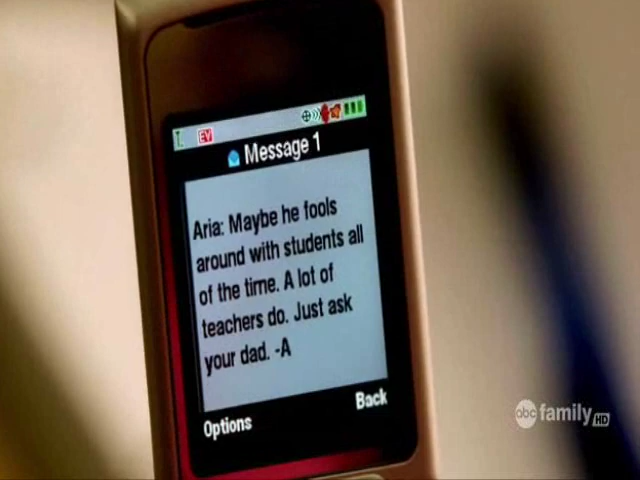 EV
Message 1
Aria: Maybe he fools
around with students all
of the time. A lot of
teachers do. Just ask
your dad. -A
Options
Back
abc family HD